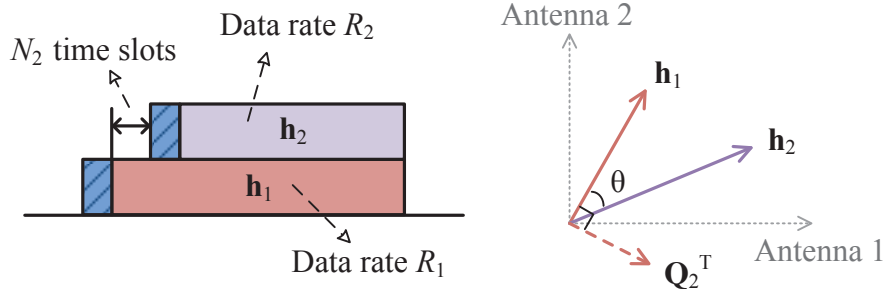 Data rate R₂
N₂ time slots
h₂
h₁
Data rate R₁
Antenna 2
h₁
h₂
θ
Antenna 1
Q₂ᵀ